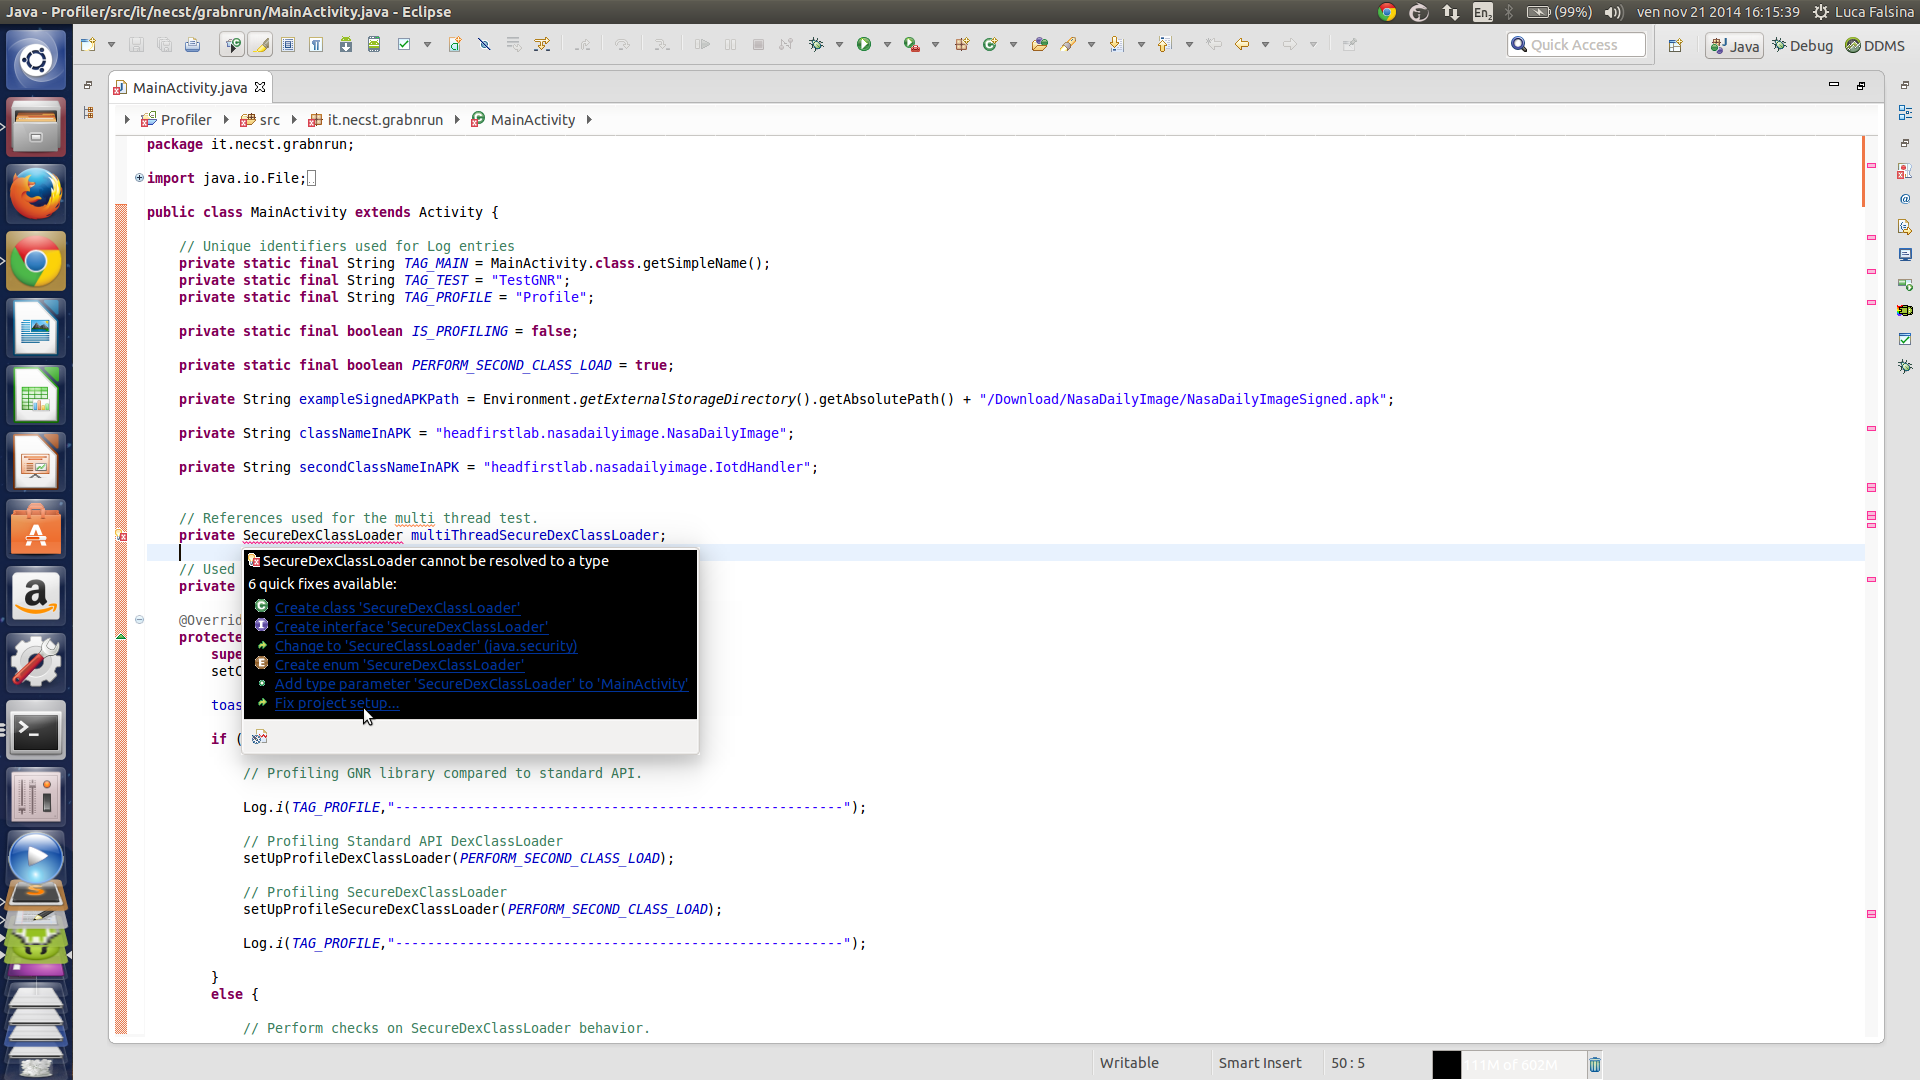 Java - Profiler/src/it/necst/grabnrun/MainActivity.java - Eclipse
En2
(99%)
ven nov 21 2014 16:15:39
Luca Falsina
Quick Access
Java
Debug
DDMS
MainActivity.java
Profiler
src
it.necst.grabnrun
MainActivity
package it.necst.grabnrun;
import java.io.File;
public class MainActivity extends Activity {
// Unique identifiers used for Log entries
private static final String TAG_MAIN = MainActivity.class.getSimpleName();
private static final String TAG_TEST = "TestGNR";
private static final String TAG_PROFILE = "Profile";
private static final boolean IS_PROFILING = false;
private static final boolean PERFORM_SECOND_CLASS_LOAD = true;
private String exampleSignedAPKPath = Environment.getExternalStorageDirectory().getAbsolutePath() + "/Download/NasaDailyImage/NasaDailyImageSigned.apk";
private String classNameInAPK = "headfirstlab.nasadailyimage.NasaDailyImage";
private String secondClassNameInAPK = "headfirstlab.nasadailyimage.IotdHandler";
// References used for the multi thread test.
private SecureDexClassLoader multiThreadSecureDexClassLoader;
// Used
private
@Overrid
protecte
supe
setC
toas
if (
SecureDexClassLoader cannot be resolved to a type
6 quick fixes available:
Create class 'SecureDexClassLoader'
Create interface 'SecureDexClassLoader'
Change to 'SecureClassLoader' (java.security)
Create enum 'SecureDexClassLoader'
Add type parameter 'SecureDexClassLoader' to 'MainActivity'
Fix project setup...
// Profiling GNR library compared to standard API.
Log.i(TAG_PROFILE,"--------------------------------------------------------");
// Profiling Standard API DexClassLoader
setUpProfileDexClassLoader(PERFORM_SECOND_CLASS_LOAD);
// Profiling SecureDexClassLoader
setUpProfileSecureDexClassLoader(PERFORM_SECOND_CLASS_LOAD);
Log.i(TAG_PROFILE,"--------------------------------------------------------");
}
else {
// Perform checks on SecureDexClassLoader behavior.
Writable
Smart Insert
50 : 5
111M of 602M